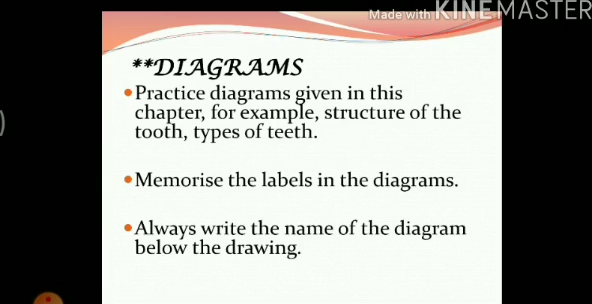 Made with KINEMASTER
**DIAGRAMS
Practice diagrams given in this
chapter, for example, structure of the
tooth, types of teeth.
Memorise the labels in the diagrams.
Always write the name of the diagram
below the drawing.